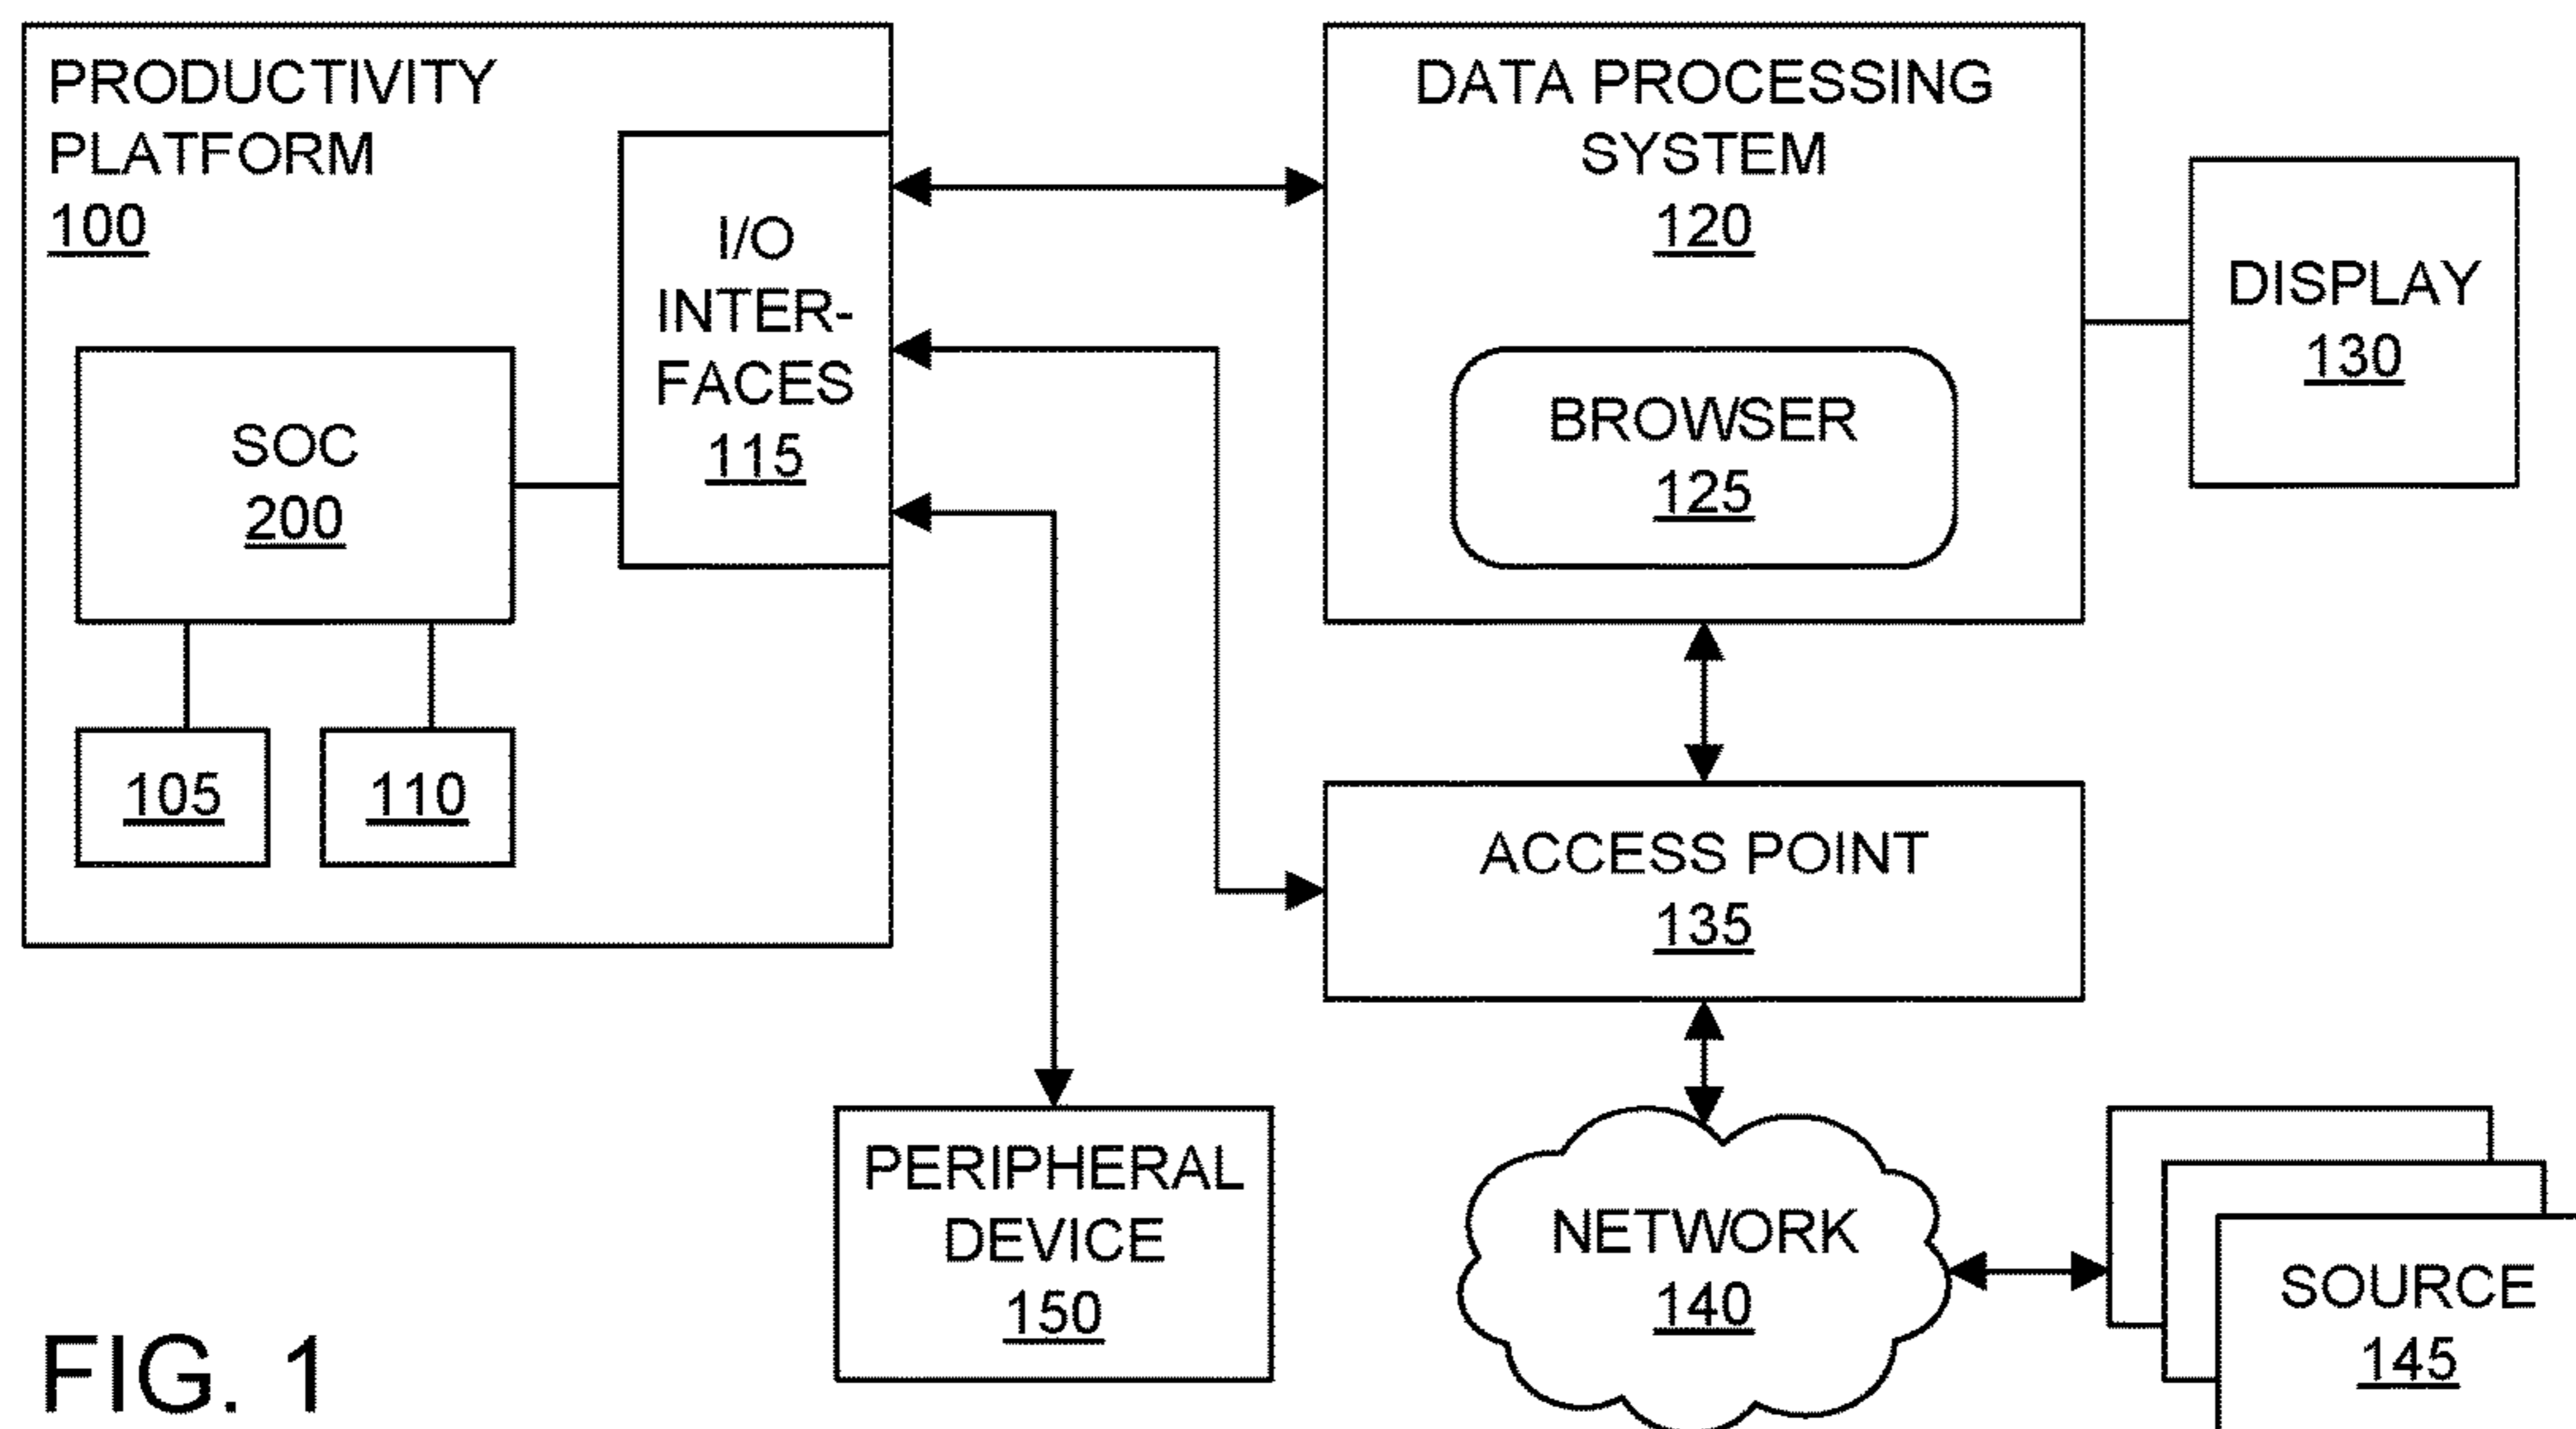 PRODUCTIVITY
PLATFORM
100
I/O
INTER-
FACES
115
SOC
200
105
110
DATA PROCESSING
SYSTEM
120
BROWSER
125
DISPLAY
130
ACCESS POINT
135
PERIPHERAL
DEVICE
150
NETWORK
140
SOURCE
145
FIG. 1